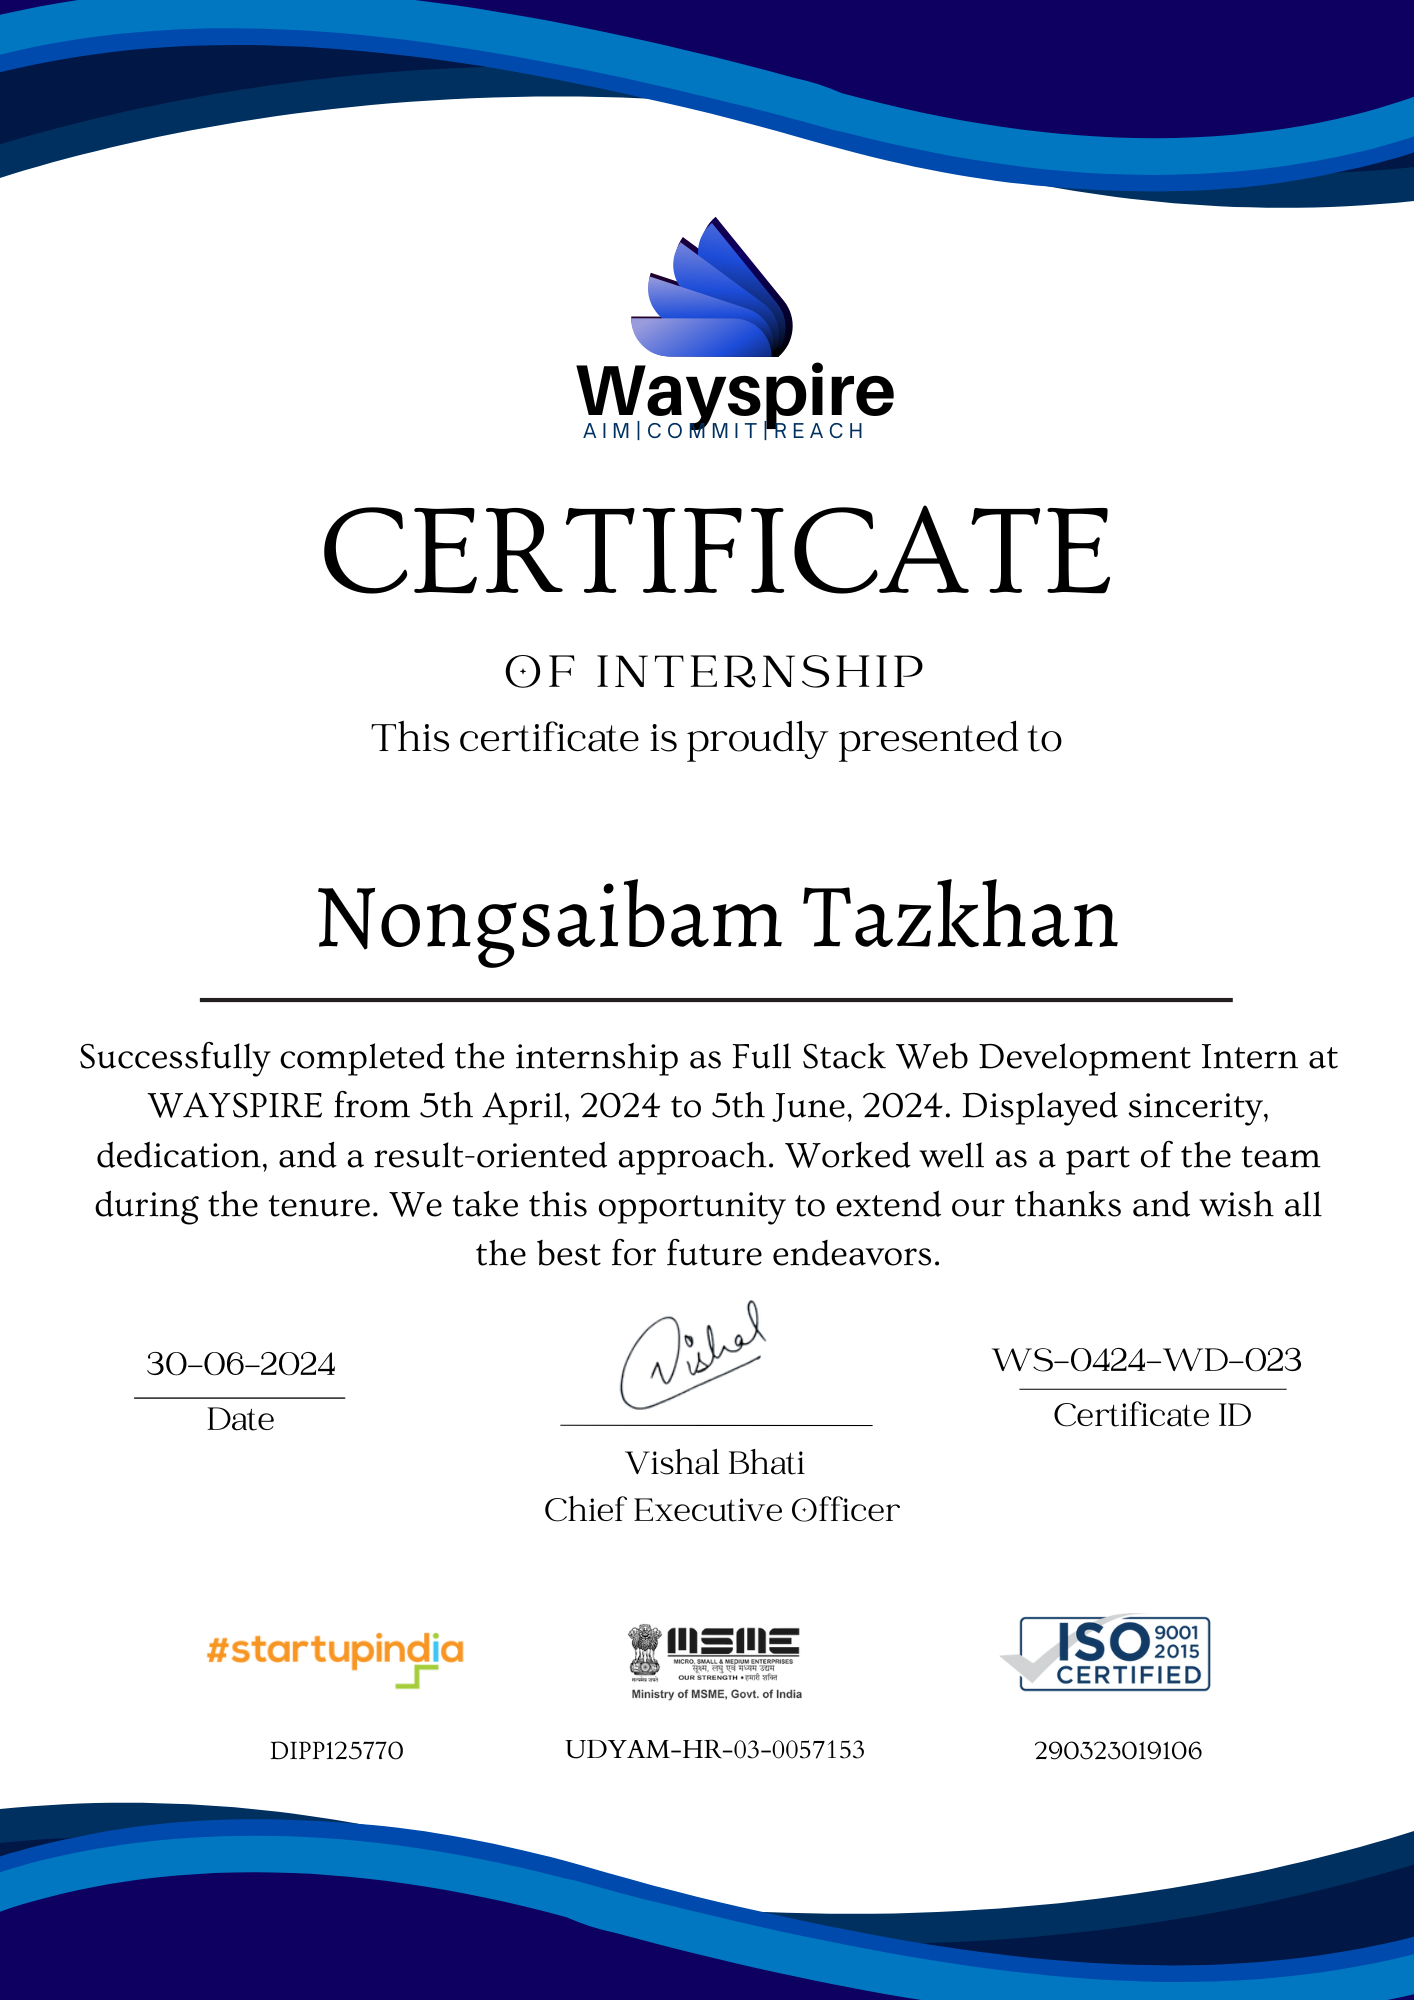 Wayspire
AIM|COMMIT|REACH
CERTIFICATE
OF INTERNSHIP
This certificate is proudly presented to
Nongsaibam Tazkhan
Successfully completed the internship as Full Stack Web Development Intern at
WAYSPIRE from 5th April, 2024 to 5th June, 2024. Displayed sincerity,
dedication, and a result-oriented approach. Worked well as a part of the team
during the tenure. We take this opportunity to extend our thanks and wish all
the best for future endeavors.
30-06-2024
Date
Vishal
Vishal Bhati
Chief Executive Officer
WS-0424-WD-023
Certificate ID
#startupindia
DIPP125770
सत्यमेव जयते
MSME
MICRO, SMALL & MEDIUM ENTERPRISES
सूक्ष्म, लघु एवं मध्यम उद्यम
OUR STRENGTH • हमारी शक्ति
Ministry of MSME, Govt. of India
UDYAM-HR-03-0057153
ISO 9001
2015
CERTIFIED
290323019106